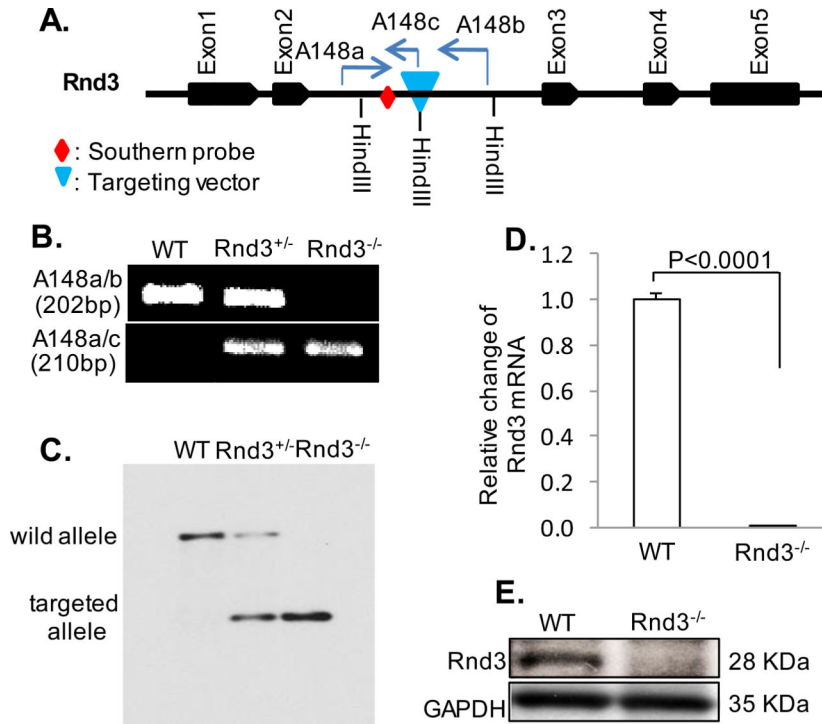 A.
Exon1
Exon2
A148a
A148c
A148b
Exon3
Exon4
Exon5
Rnd3
HindIII
HindIII
HindIII
: Southern probe
: Targeting vector
B.
WT Rnd3+/- Rnd3-/-
A148a/b
(202bp)
A148a/c
(210bp)
C.
WT Rnd3+/- Rnd3-/-
wild allele
targeted
allele
D.
Relative change of
Rnd3 mRNA
1.2
1.0
0.8
0.6
0.4
0.2
0.0
P<0.0001
WT Rnd3-/-
E.
WT Rnd3-/-
Rnd3 28 KDa
GAPDH 35 KDa